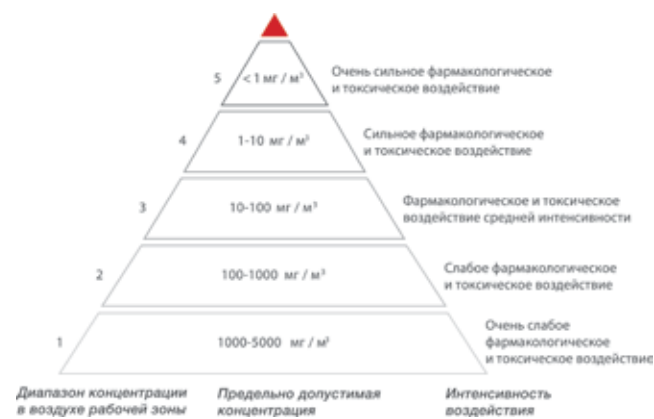 5
< 1 мг / м³
Очень сильное фармакологическое
и токсическое воздействие
4
1-10 мг / м³
Сильное фармакологическое
и токсическое воздействие
3
10-100 мг / м³
Фармакологическое и токсическое
воздействие средней интенсивности
2
100-1000 мг / м³
Слабое фармакологическое
и токсическое воздействие
1
1000-5000 мг / м³
Очень слабое
фармакологическое
и токсическое воздействие
Диапазон концентрации
в воздухе рабочей зоны
Предельно допустимая
концентрация
Интенсивность
воздействия